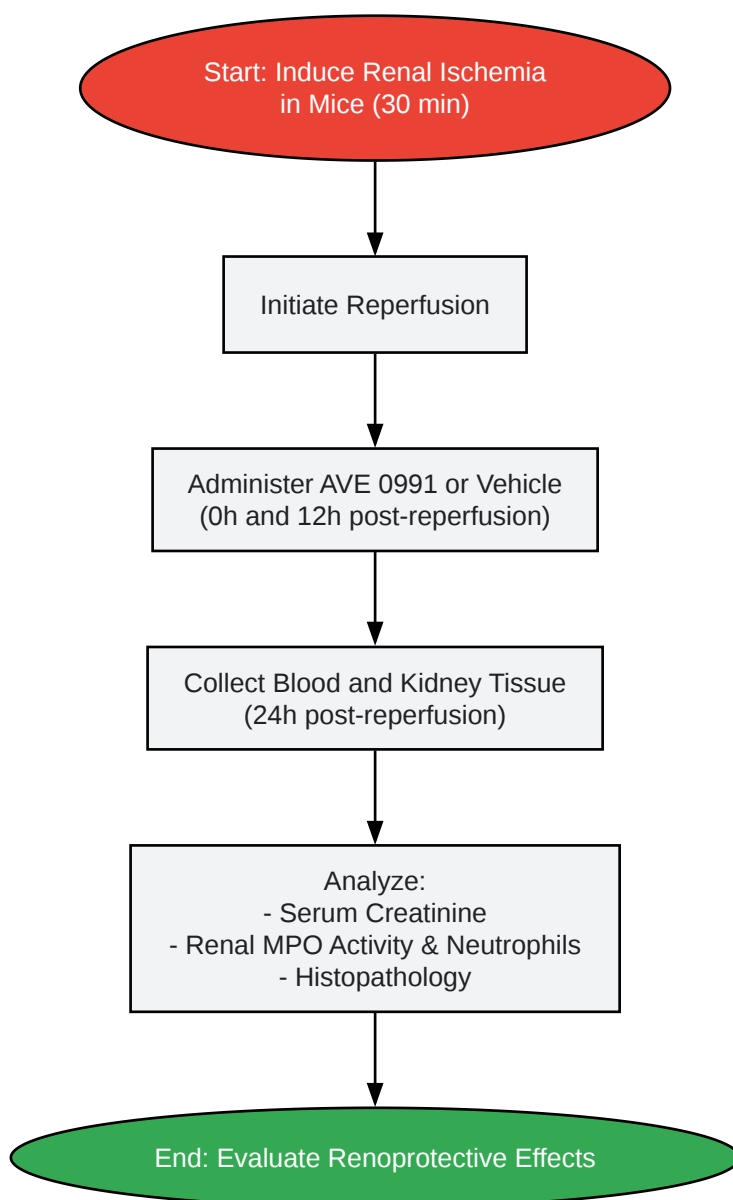 Start: Induce Renal Ischemia
in Mice (30 min)
Initiate Reperfusion
Administer AVE 0991 or Vehicle
(0h and 12h post-reperfusion)
Collect Blood and Kidney Tissue
(24h post-reperfusion)
Analyze:
- Serum Creatinine
- Renal MPO Activity & Neutrophils
- Histopathology
End: Evaluate Renoprotective Effects